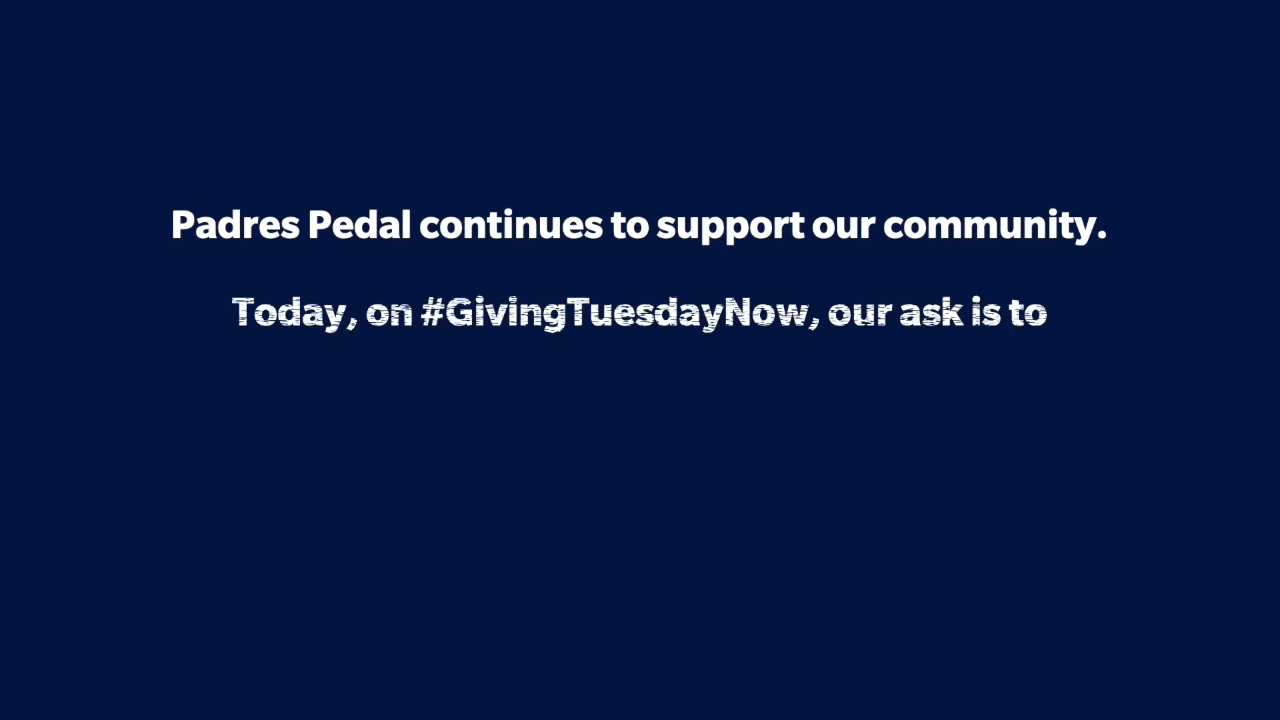 Padres Pedal continues to support our community.
Today, on #GivingTuesdayNow, our ask is to